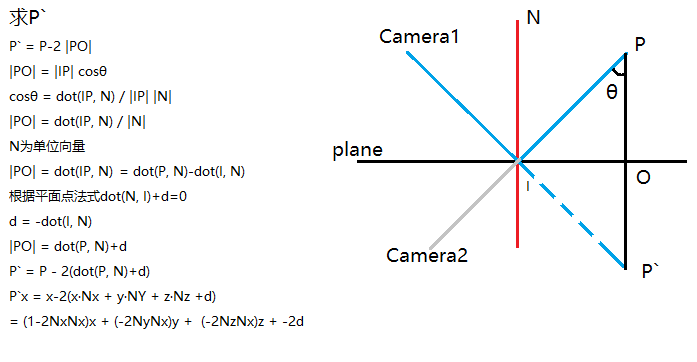 求P`
P` = P-2 |PO|
|PO| = |IP| cosθ
cosθ = dot(IP, N) / |IP| |N|
|PO| = dot(IP, N) / |N|
N为单位向量
|PO| = dot(IP, N) = dot(P, N)-dot(I, N)
根据平面点法式dot(N, I)+d=0
d = -dot(I, N)
|PO| = dot(P, N)+d
P` = P - 2(dot(P, N)+d)
P`x = x-2(x·Nx + y·NY + z·Nz +d)
= (1-2NxNx)x + (-2NyNx)y + (-2NzNx)z + -2d
N
Camera1
P
θ
plane
I
O
Camera2
P`